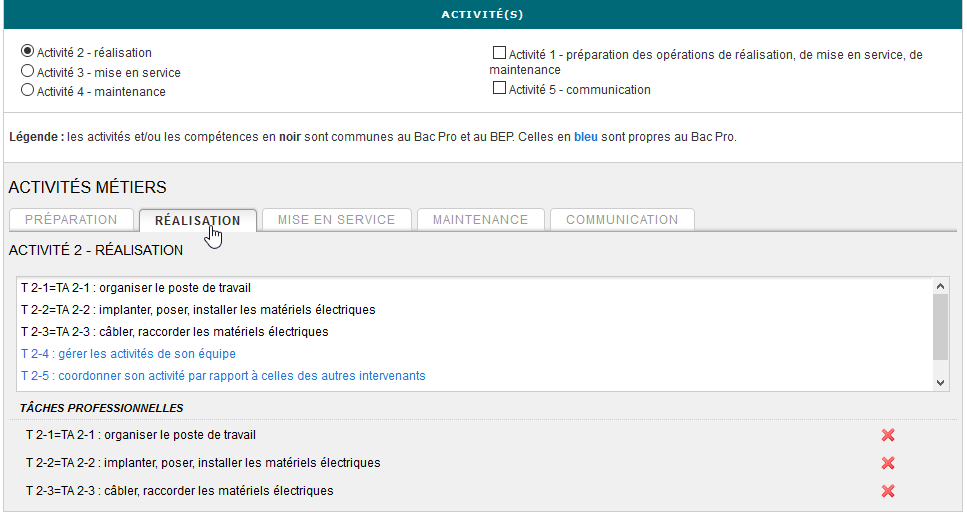 ACTIVITÉ(S)
Activité 2 - réalisation
Activité 3 - mise en service
Activité 4 - maintenance
Activité 1 - préparation des opérations de réalisation, de mise en service, de
maintenance
Activité 5 - communication
Légende : les activités et/ou les compétences en noir sont communes au Bac Pro et au BEP. Celles en bleu sont propres au Bac Pro.
ACTIVITÉS MÉTIERS
PRÉPARATION RÉALISATION MISE EN SERVICE MAINTENANCE COMMUNICATION
ACTIVITÉ 2 - RÉALISATION
T 2-1=TA 2-1 : organiser le poste de travail
T 2-2=TA 2-2 : implanter, poser, installer les matériels électriques
T 2-3=TA 2-3 : câbler, raccorder les matériels électriques
T 2-4 : gérer les activités de son équipe
T 2-5 : coordonner son activité par rapport à celles des autres intervenants
TÂCHES PROFESSIONNELLES
T 2-1=TA 2-1 : organiser le poste de travail
T 2-2=TA 2-2 : implanter, poser, installer les matériels électriques
T 2-3=TA 2-3 : câbler, raccorder les matériels électriques